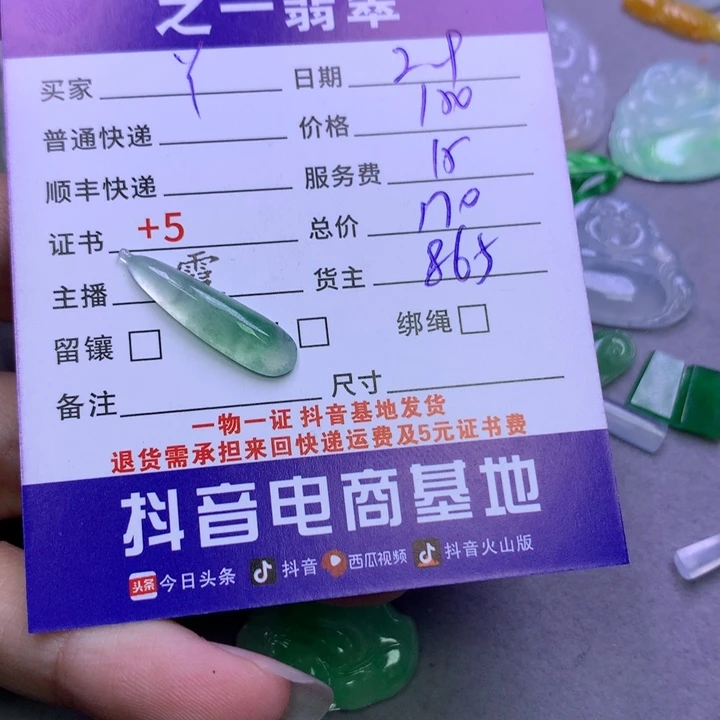 之一翡翠
买家 丫 日期 2-9
普通快递 价格 100
顺丰快递 服务费 15
证书 +5 总价 120
主播 霞 货主 865
留镶 绑绳
备注 尺寸
一物一证 抖音基地发货
退货需承担来回快递运费及5元证书费
抖音电商基地
头条 今日头条 抖音 西瓜视频 抖音火山版